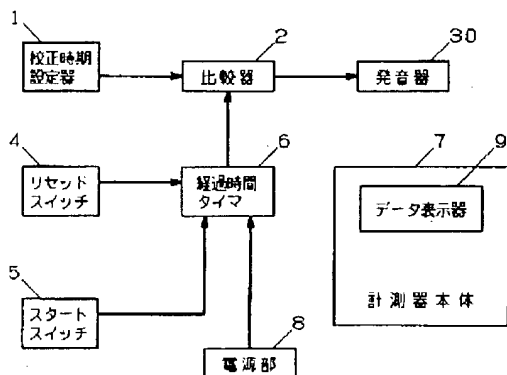 1
校正時期
設定器
2
比較器
30
発音器
4
リセッド
スイッチ
6
経過時間
タイマ
7
9
データ表示器
計測器本体
5
スタート
スイッチ
8
電源部